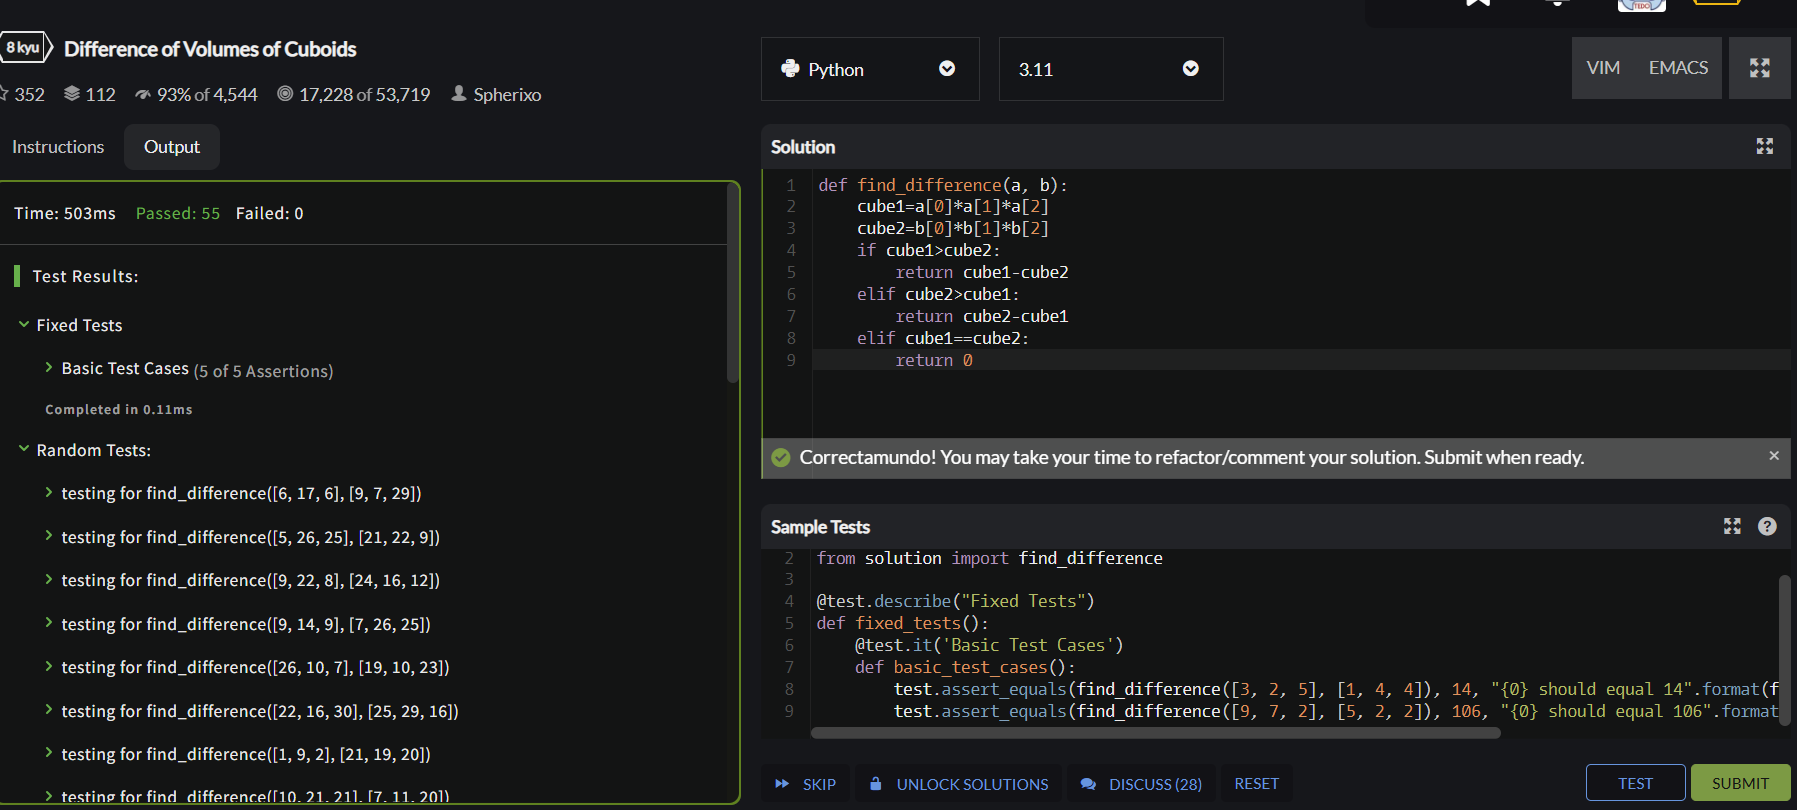 TEDO
8 kyu
Difference of Volumes of Cuboids
352 112 93% of 4,544 17,228 of 53,719 Spherixo
Instructions
Output
Time: 503ms Passed: 55 Failed: 0
Test Results:
Fixed Tests
Basic Test Cases (5 of 5 Assertions)
Completed in 0.11ms
Random Tests:
testing for find_difference([6, 17, 6], [9, 7, 29])
testing for find_difference([5, 26, 25], [21, 22, 9])
testing for find_difference([9, 22, 8], [24, 16, 12])
testing for find_difference([9, 14, 9], [7, 26, 25])
testing for find_difference([26, 10, 7], [19, 10, 23])
testing for find_difference([22, 16, 30], [25, 29, 16])
testing for find_difference([1, 9, 2], [21, 19, 20])
testing for find_difference([10, 21, 21], [7, 11, 20])
Python
3.11
VIM EMACS
Solution
1 def find_difference(a, b):
2 cube1=a[0]*a[1]*a[2]
3 cube2=b[0]*b[1]*b[2]
4 if cube1>cube2:
5 return cube1-cube2
6 elif cube2>cube1:
7 return cube2-cube1
8 elif cube1==cube2:
9 return 0
Correctamundo! You may take your time to refactor/comment your solution. Submit when ready. ×
Sample Tests
?
2 from solution import find_difference
3
4 @test.describe("Fixed Tests")
5 def fixed_tests():
6 @test.it('Basic Test Cases')
7 def basic_test_cases():
8 test.assert_equals(find_difference([3, 2, 5], [1, 4, 4]), 14, "{0} should equal 14".format(f
9 test.assert_equals(find_difference([9, 7, 2], [5, 2, 2]), 106, "{0} should equal 106".format
SKIP
UNLOCK SOLUTIONS
DISCUSS (28)
RESET
TEST
SUBMIT